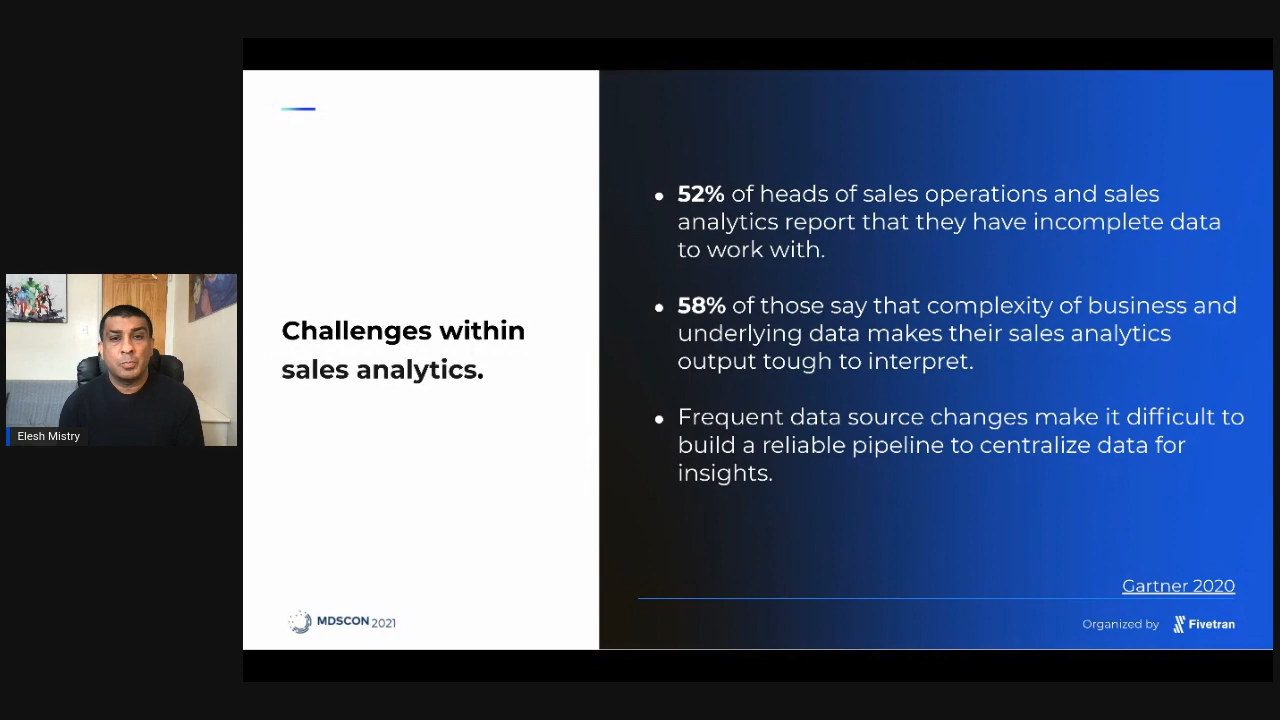 Elesh Mistry
Challenges within
sales analytics.
MDSCON 2021
• 52% of heads of sales operations and sales
analytics report that they have incomplete data
to work with.
• 58% of those say that complexity of business and
underlying data makes their sales analytics
output tough to interpret.
• Frequent data source changes make it difficult to
build a reliable pipeline to centralize data for
insights.
Gartner 2020
Organized by Fivetran